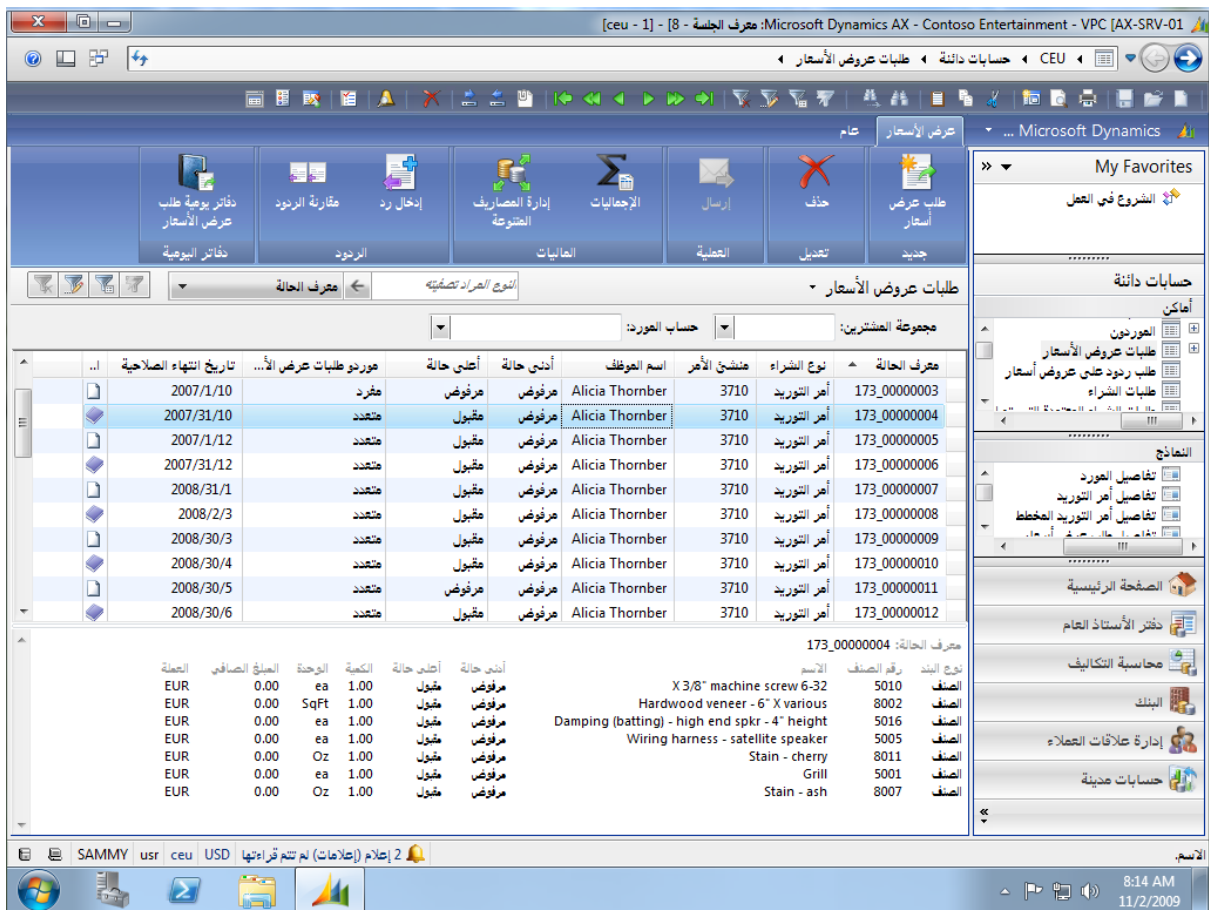 [ceu - 1] - [8 - معرف الجلسة :Microsoft Dynamics AX - Contoso Entertainment - VPC [AX-SRV-01
CEU
حسابات دائنة
طلبات عروض الأسعار
Microsoft Dynamics ...
عرض الأسعار
عام
طلب عرض أسعار
حذف
إرسال
الإجماليات
إدارة المصاريف المتنوعة
إدخال رد
مقارنة الردود
دفاتر يومية طلب عرض الأسعار
جديد
تعديل
العملية
الماليات
الردود
دفاتر اليومية
My Favorites
الشروع في العمل
حسابات دائنة
أماكن
الموردون
طلبات عروض الأسعار
طلب ردود على عروض أسعار
طلبات الشراء
النماذج
تفاصيل المورد
تفاصيل أمر التوريد
تفاصيل أمر التوريد المخطط
الصفحة الرئيسية
دفتر الأستاذ العام
محاسبة التكاليف
البنك
إدارة علاقات العملاء
حسابات مدينة
طلبات عروض الأسعار
النوع المراد تصفيته
معرف الحالة
مجموعة المشترين:
حساب المورد:
معرف الحالة نوع الشراء منشئ الأمر اسم الموظف أدنى حالة أعلى حالة موردو طلبات عرض الأ... تاريخ انتهاء الصلاحية ا..
173_00000003 أمر التوريد 3710 Alicia Thornber مرفوض مرفوض مفرد 2007/1/10
173_00000004 أمر التوريد 3710 Alicia Thornber مرفوض مقبول متعدد 2007/31/10
173_00000005 أمر التوريد 3710 Alicia Thornber مرفوض مقبول متعدد 2007/1/12
173_00000006 أمر التوريد 3710 Alicia Thornber مرفوض مقبول متعدد 2007/31/12
173_00000007 أمر التوريد 3710 Alicia Thornber مرفوض مقبول متعدد 2008/31/1
173_00000008 أمر التوريد 3710 Alicia Thornber مرفوض مقبول متعدد 2008/2/3
173_00000009 أمر التوريد 3710 Alicia Thornber مرفوض مقبول متعدد 2008/30/3
173_00000010 أمر التوريد 3710 Alicia Thornber مرفوض مقبول متعدد 2008/30/4
173_00000011 أمر التوريد 3710 Alicia Thornber مرفوض مرفوض متعدد 2008/30/5
173_00000012 أمر التوريد 3710 Alicia Thornber مرفوض مقبول متعدد 2008/30/6
معرف الحالة: 173_00000004
نوع البند رقم الصنف الاسم أدنى حالة أعلى حالة الكمية الوحدة المبلغ الصافي العملة
الصنف 5010 X 3/8" machine screw 6-32 مرفوض مقبول 1.00 ea 0.00 EUR
الصنف 8002 Hardwood veneer - 6" X various مرفوض مقبول 1.00 SqFt 0.00 EUR
الصنف 5016 Damping (batting) - high end spkr - 4" height مرفوض مقبول 1.00 ea 0.00 EUR
الصنف 5005 Wiring harness - satellite speaker مرفوض مقبول 1.00 ea 0.00 EUR
الصنف 8011 Stain - cherry مرفوض مقبول 1.00 Oz 0.00 EUR
الصنف 5001 Grill مرفوض مقبول 1.00 ea 0.00 EUR
الصنف 8007 Stain - ash مرفوض مقبول 1.00 Oz 0.00 EUR
الاسم.
2 إعلام (إعلامات) لم تتم قراءتها
USD
ceu
usr
SAMMY
8:14 AM
11/2/2009